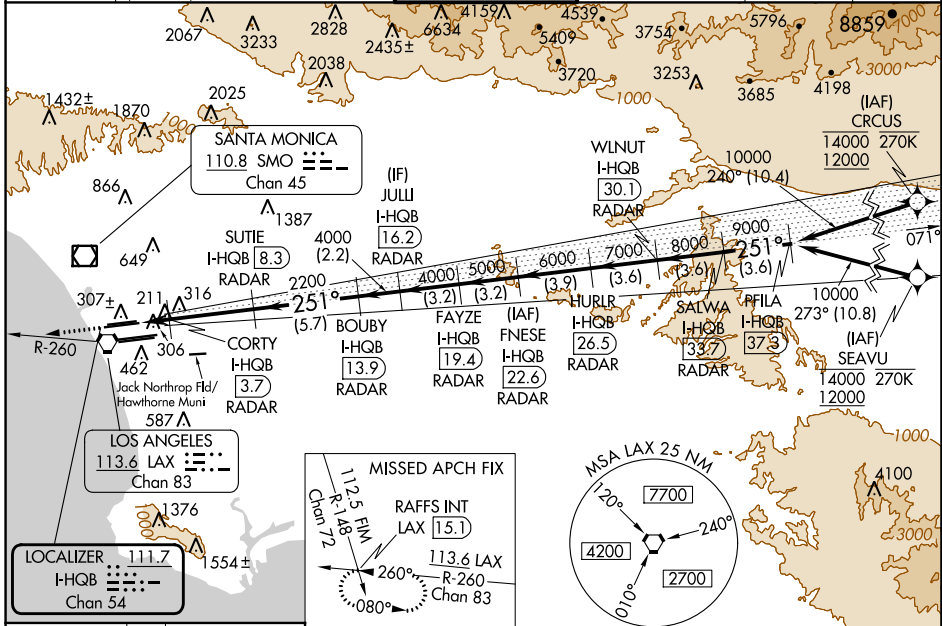 2067
3233
2828
2435±
6634
4159
5409
4539
3754
5796
8859
7000
2038
3720
3253
3685
4198
3000
1000
1432±
1870
1000
2025
SANTA MONICA
110.8 SMO
Chan 45
866
1387
649
(IF)
JULLI
I-HQB
16.2
RADAR
WLNUT
I-HQB
30.1
RADAR
(IAF)
CRCUS
14000 270K
12000
10000
240° (10.4)
071°
SUTIE
I-HQB 8.3
RADAR
4000
(2.2)
2200
251°
(5.7)
4000
(3.2)
5000
(3.2)
6000
(3.9)
7000
(3.6)
8000
(3.6)
9000
251°
(3.6)
10000
273° (10.8)
307±
211
316
306
462
R-260
CORTY
I-HQB
3.7
RADAR
BOUBY
I-HQB
13.9
RADAR
FAYZE
I-HQB
19.4
RADAR
(IAF)
FNESE
I-HQB
22.6
RADAR
HURLR
I-HQB
26.5
RADAR
SALWA
I-HQB
33.7
RADAR
PFILA
I-HQB
37.3
(IAF)
SEAVU
14000 270K
12000
Jack Northrop Fld/
Hawthorne Muni
587
LOS ANGELES
113.6 LAX
Chan 83
1376
1000
1554±
LOCALIZER 111.7
I-HQB
Chan 54
MISSED APCH FIX
112.5 FIM
R-148
Chan 72
RAFFS INT
LAX 15.1
113.6 LAX
R-260
Chan 83
260°
080°
MSA LAX 25 NM
120°
7700
240°
4200
2700
010°
1000
4100
3000